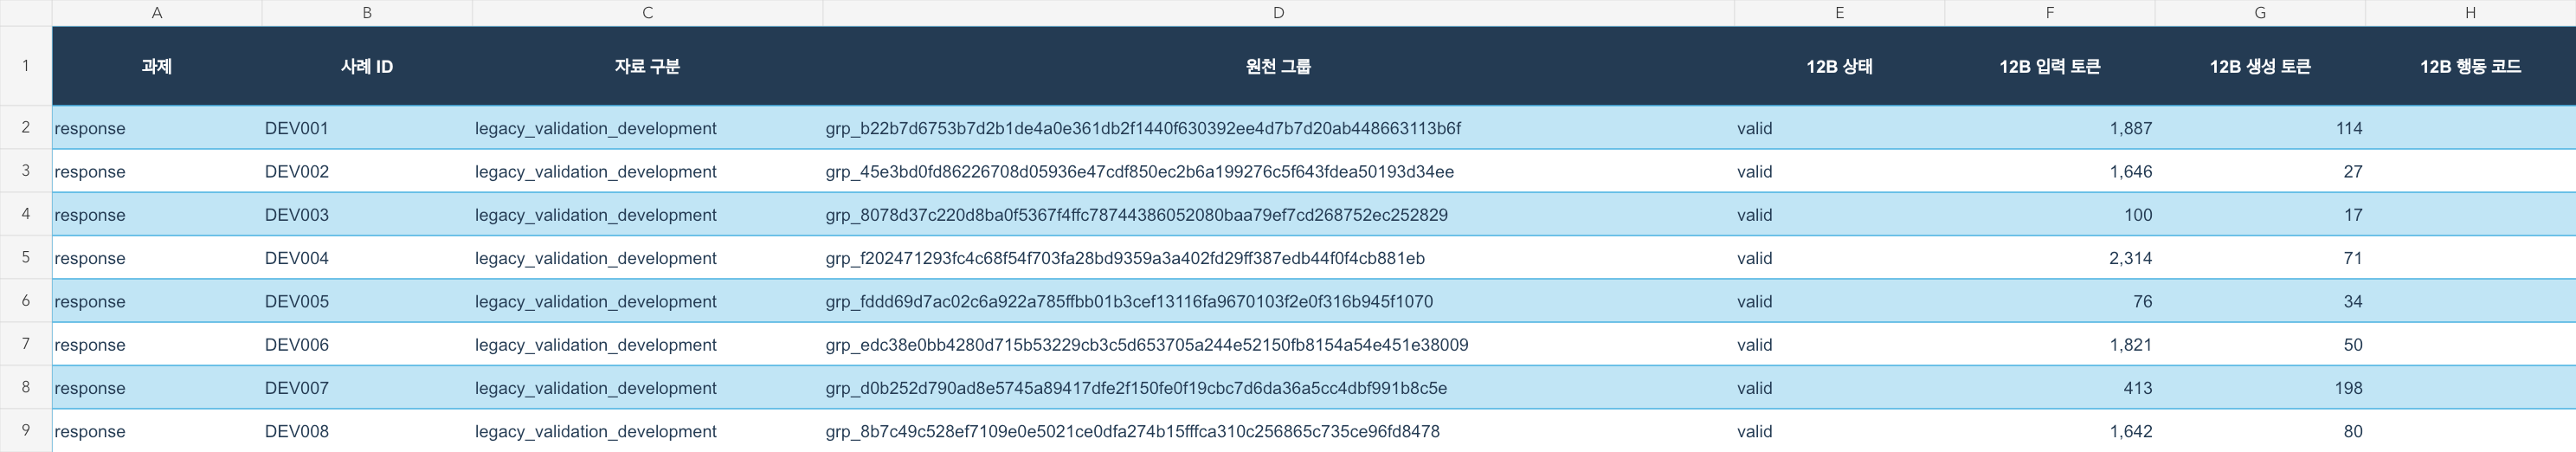 A B C D E F G H
1 과제 사례 ID 자료 구분 원천 그룹 12B 상태 12B 입력 토큰 12B 생성 토큰 12B 행동 코드
2 response DEV001 legacy_validation_development grp_b22b7d6753b7d2b1de4a0e361db2f1440f630392ee4d7b7d20ab448663113b6f valid 1,887 114
3 response DEV002 legacy_validation_development grp_45e3bd0fd86226708d05936e47cdf850ec2b6a199276c5f643fdea50193d34ee valid 1,646 27
4 response DEV003 legacy_validation_development grp_8078d37c220d8ba0f5367f4ffc78744386052080baa79ef7cd268752ec252829 valid 100 17
5 response DEV004 legacy_validation_development grp_f202471293fc4c68f54f703fa28bd9359a3a402fd29ff387edb44f0f4cb881eb valid 2,314 71
6 response DEV005 legacy_validation_development grp_fddd69d7ac02c6a922a785ffbb01b3cef13116fa9670103f2e0f316b945f1070 valid 76 34
7 response DEV006 legacy_validation_development grp_edc38e0bb4280d715b53229cb3c5d653705a244e52150fb8154a54e451e38009 valid 1,821 50
8 response DEV007 legacy_validation_development grp_d0b252d790ad8e5745a89417dfe2f150fe0f19cbc7d6da36a5cc4dbf991b8c5e valid 413 198
9 response DEV008 legacy_validation_development grp_8b7c49c528ef7109e0e5021ce0dfa274b15fffca310c256865c735ce96fd8478 valid 1,642 80